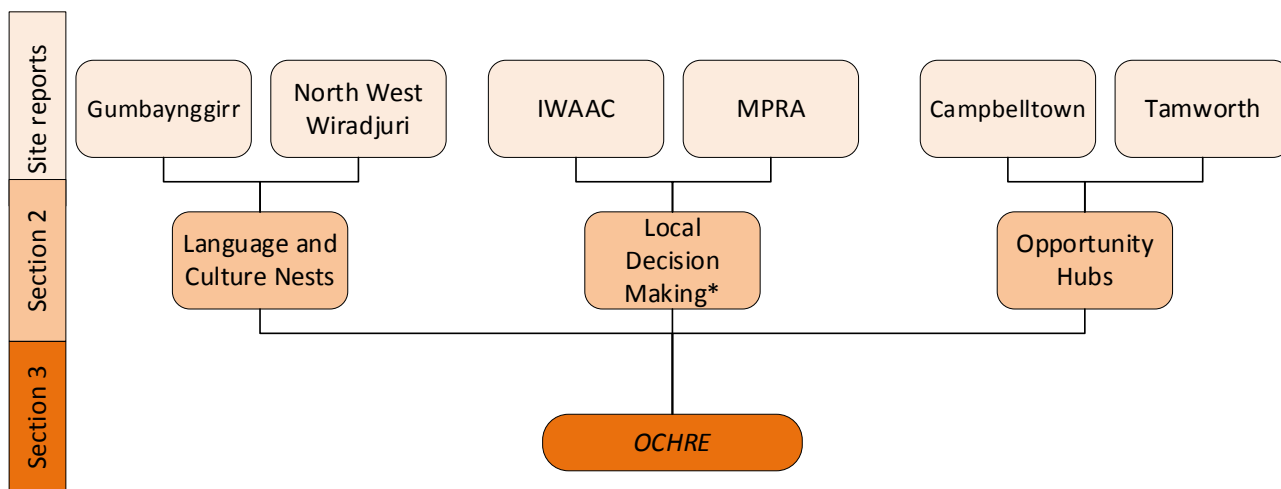 Site reports
Gumbaynggirr
North West
Wiradjuri
IWAAC
MPRA
Campbelltown
Tamworth
Section 2
Language and
Culture Nests
Local
Decision
Making*
Opportunity
Hubs
Section 3
OCHRE